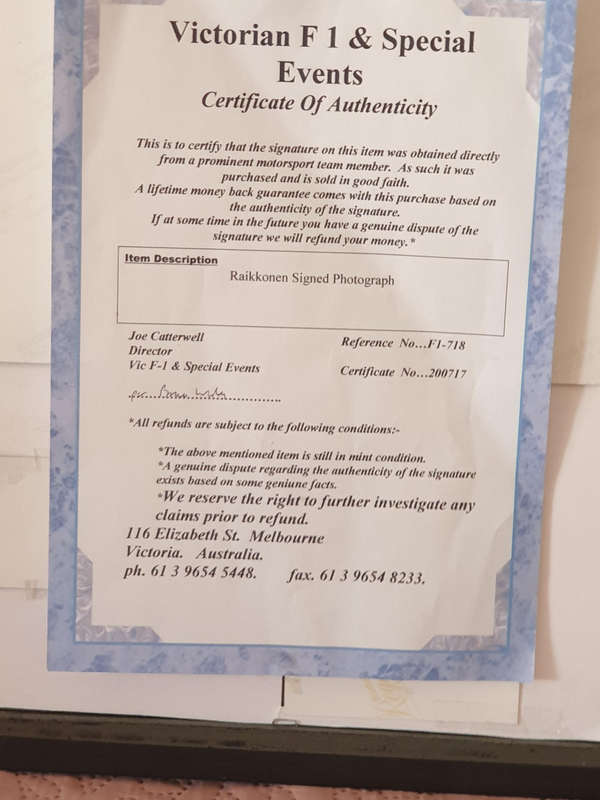 Victorian F 1 & Special
Events
Certificate Of Authenticity
This is to certify that the signature on this item was obtained directly
from a prominent motorsport team member. As such it was
purchased and is sold in good faith.
A lifetime money back guarantee comes with this purchase based on
the authenticity of the signature.
If at some time in the future you have a genuine dispute of the
signature we will refund your money.*
Item Description
Raikkonen Signed Photograph
Joe Catterwell
Reference No...F1-718
Director
Vic F-1 & Special Events
Certificate No...200717
*All refunds are subject to the following conditions:-
*The above mentioned item is still in mint condition.
*A genuine dispute regarding the authenticity of the signature
exists based on some geniune facts.
*We reserve the right to further investigate any
claims prior to refund.
116 Elizabeth St. Melbourne
Victoria. Australia.
ph. 61 3 9654 5448. fax. 61 3 9654 8233.